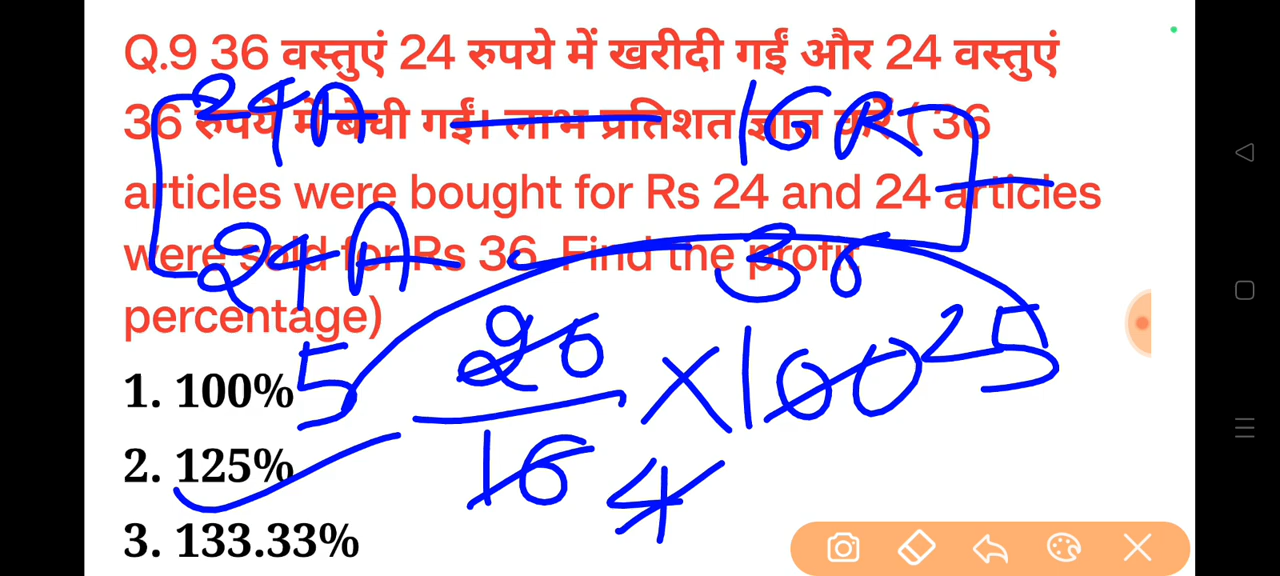 Q.9 36 वस्तुएं 24 रुपये में खरीदी गईं और 24 वस्तुएं
36 रुपये में बेची गईं। लाभ प्रतिशत ज्ञात करें ( 36
24A 16R
articles were bought for Rs 24 and 24 articles
were sold for Rs 36. Find the profit
24A 36
percentage)
20 × 100 25
16 4
5
1. 100%
2. 125%
3. 133.33%